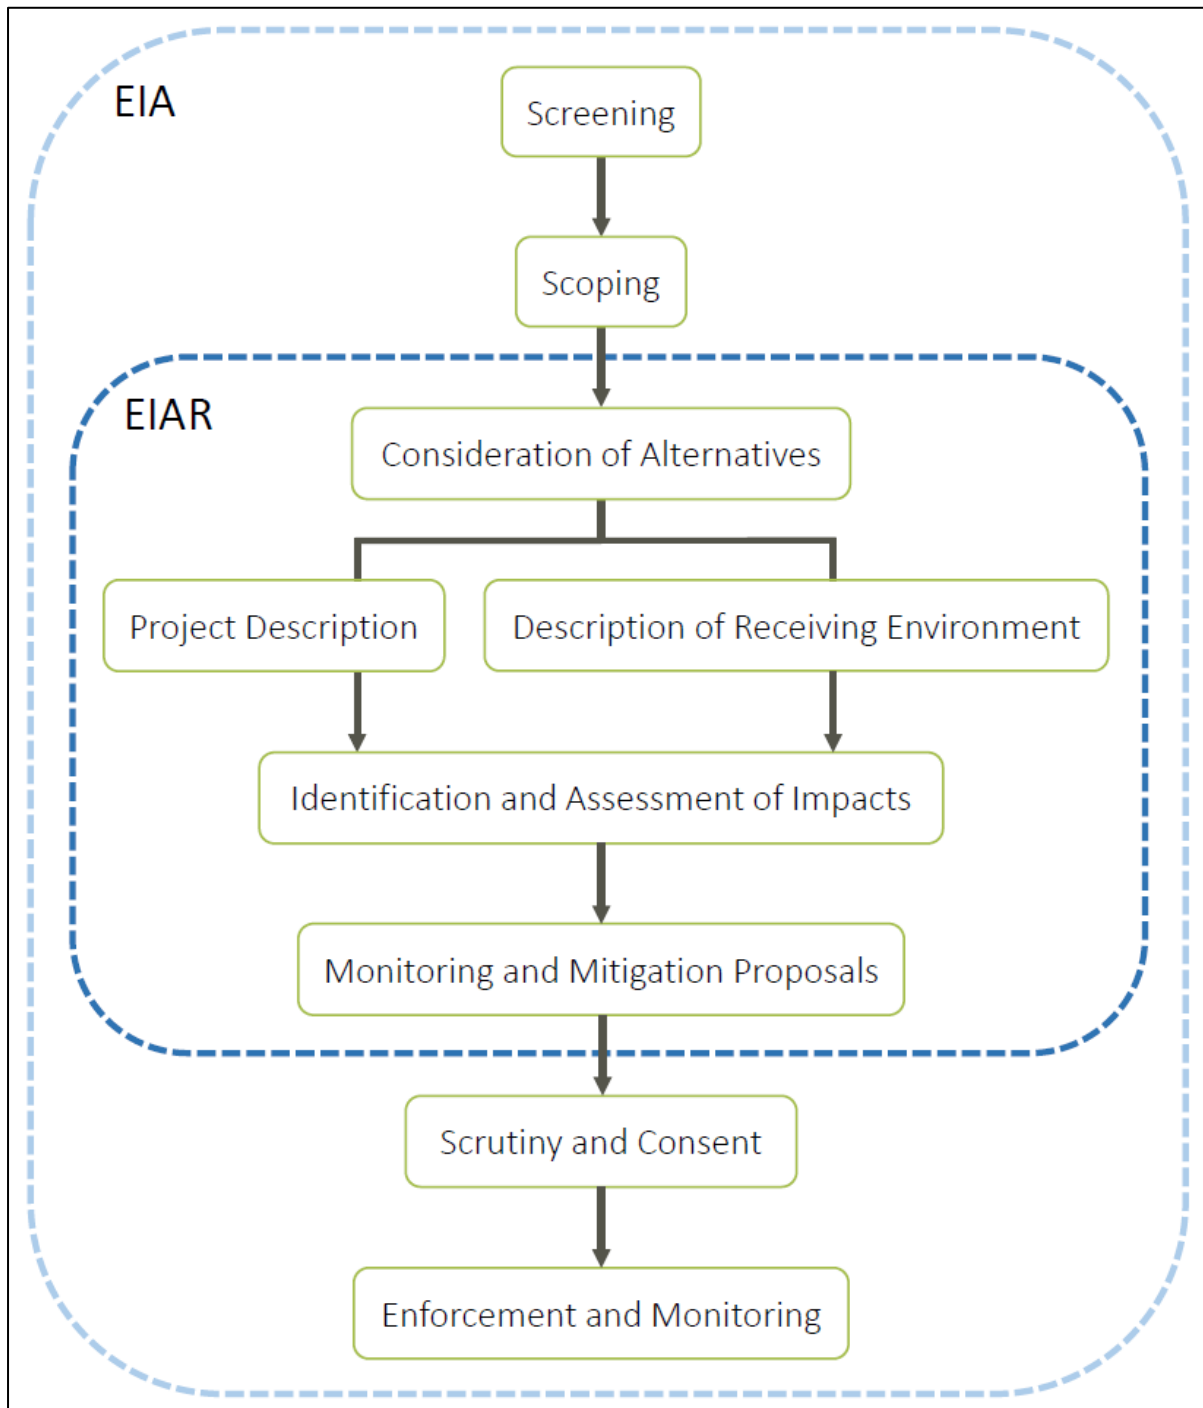 EIA
Screening
Scoping
EIAR
Consideration of Alternatives
Project Description
Description of Receiving Environment
Identification and Assessment of Impacts
Monitoring and Mitigation Proposals
Scrutiny and Consent
Enforcement and Monitoring